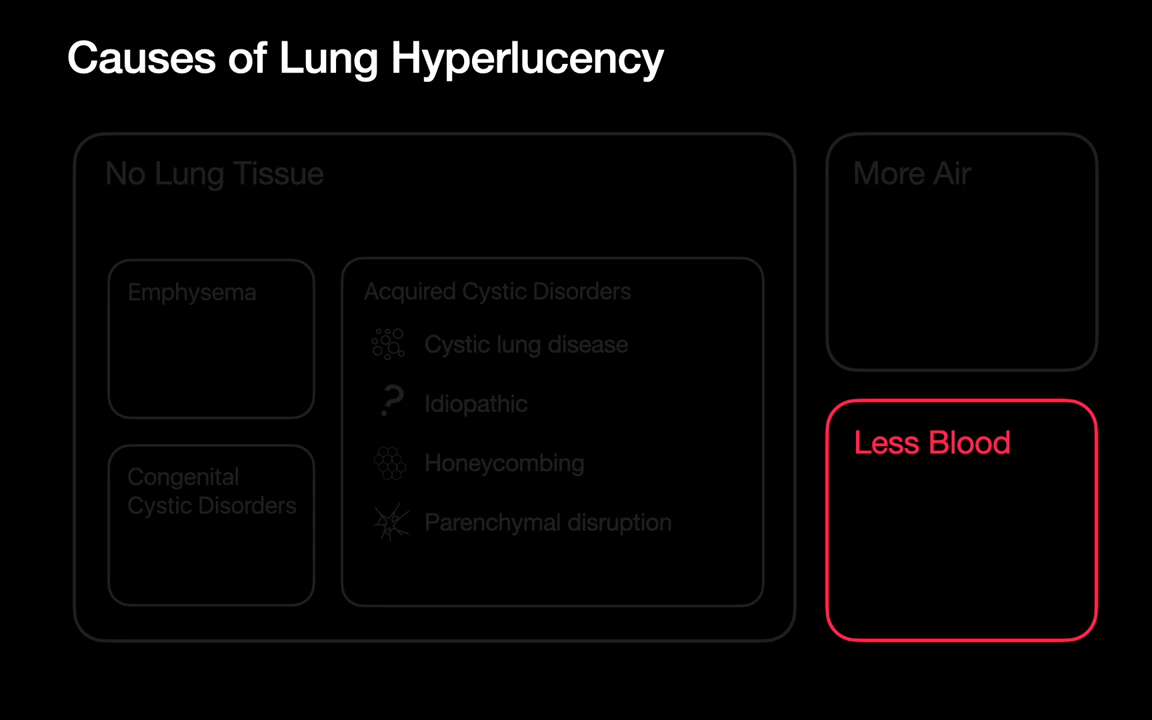 Causes of Lung Hyperlucency
No Lung Tissue
Emphysema
Congenital
Cystic Disorders
Acquired Cystic Disorders
Cystic lung disease
?
Idiopathic
Honeycombing
Parenchymal disruption
More Air
Less Blood